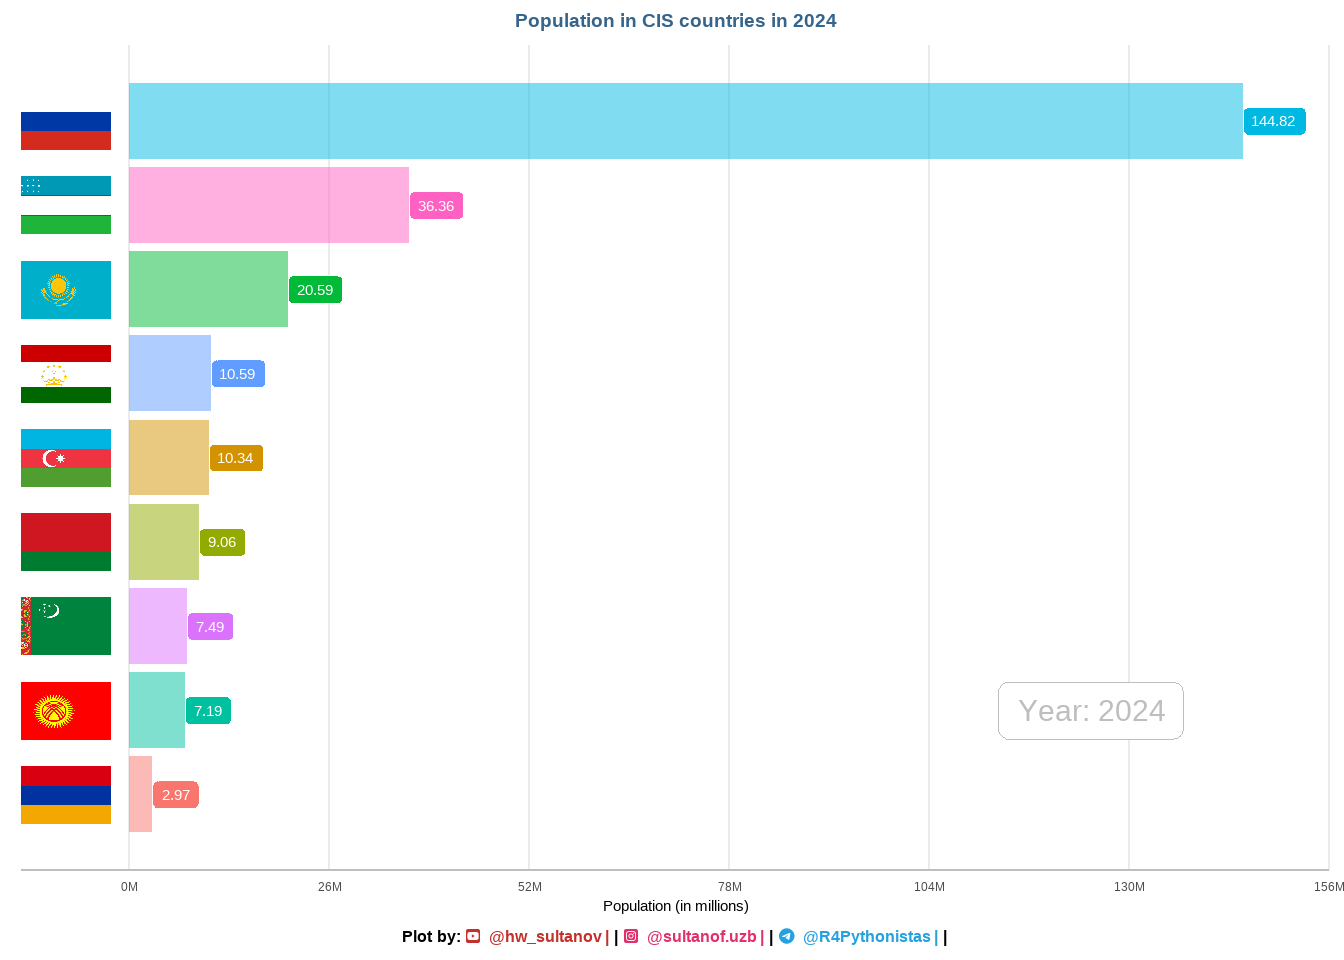 Population in CIS countries in 2024
144.82
36.36
20.59
10.59
10.34
9.06
7.49
7.19
Year: 2024
2.97
0M 26M 52M 78M 104M 130M 156M
Population (in millions)
Plot by: @hw_sultanov | | @sultanof.uzb | | @R4Pythonistas | |